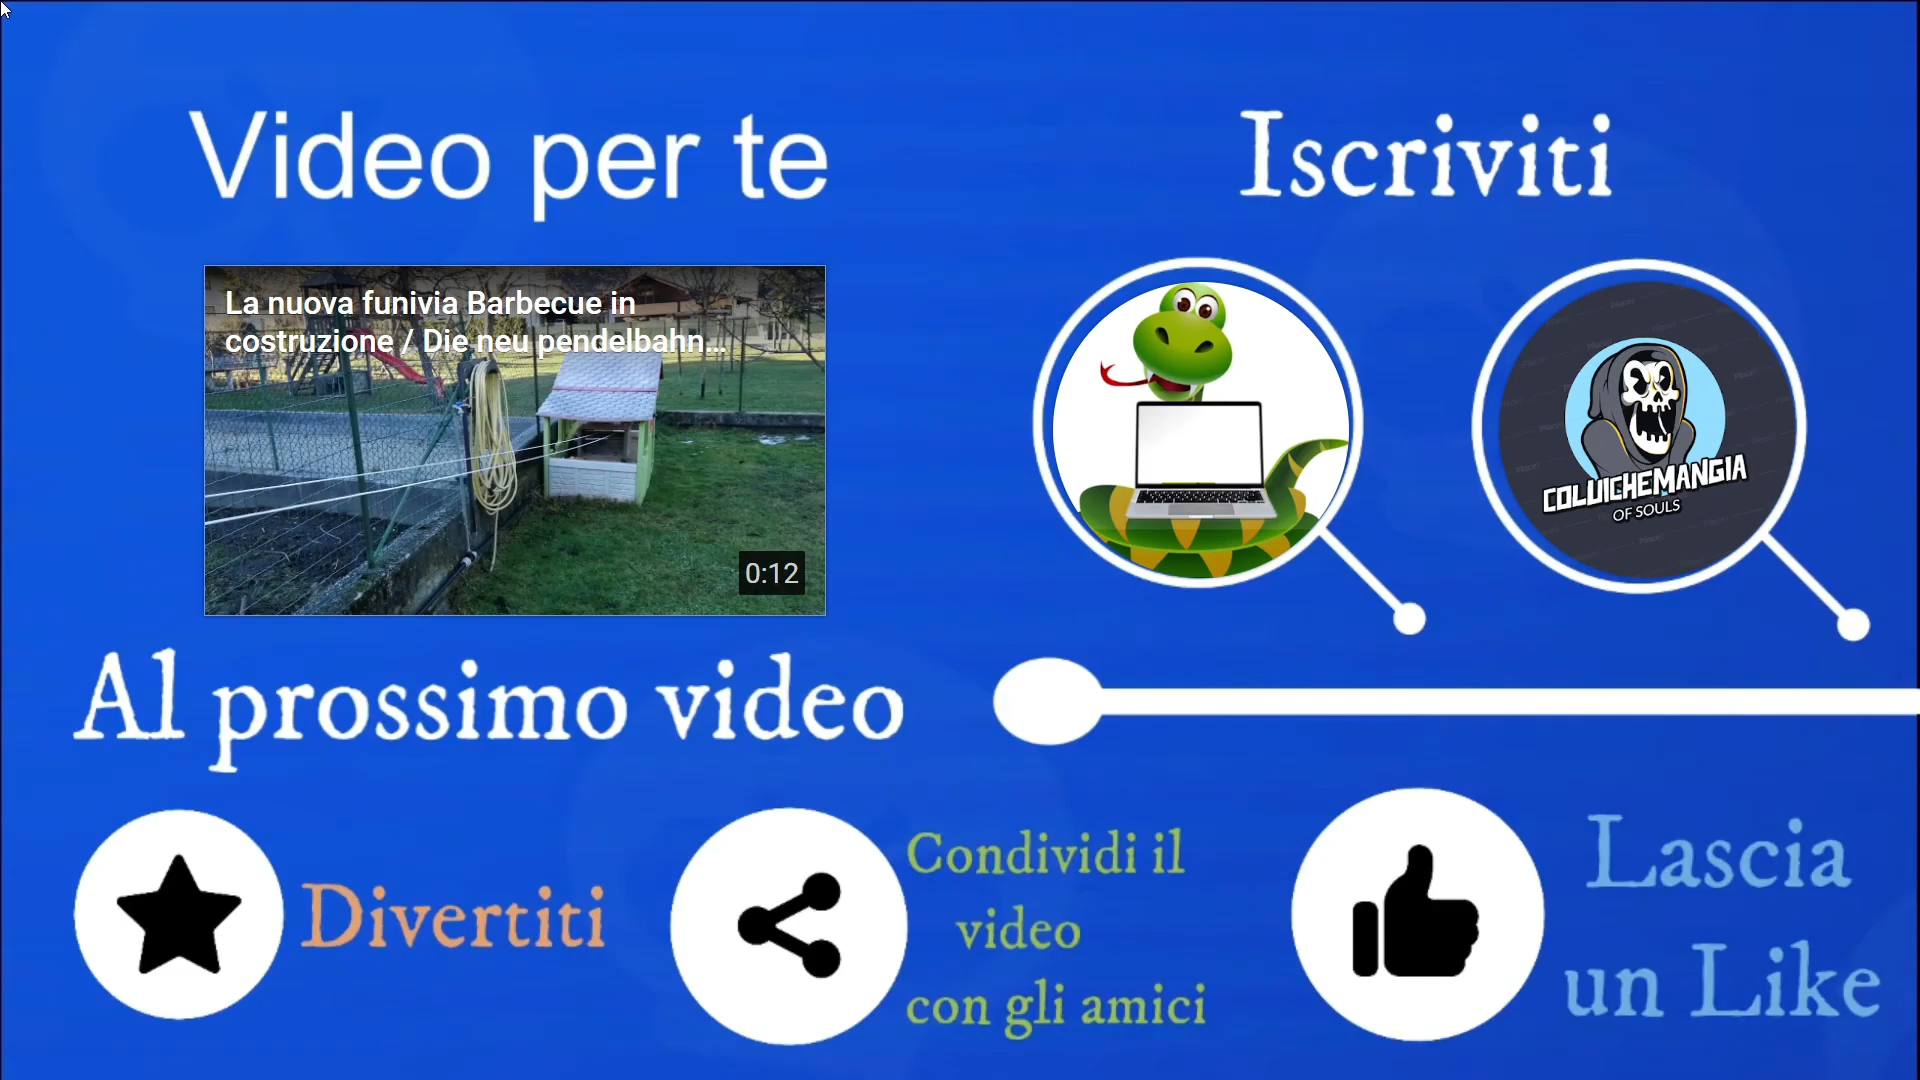 Video per te
Iscriviti
La nuova funivia Barbecue in
costruzione / Die neu pendelbahn...
0:12
COLUICHEMANGIA
OF SOULS
Al prossimo video
Divertiti
Condividi il
video
con gli amici
Lascia
un Like